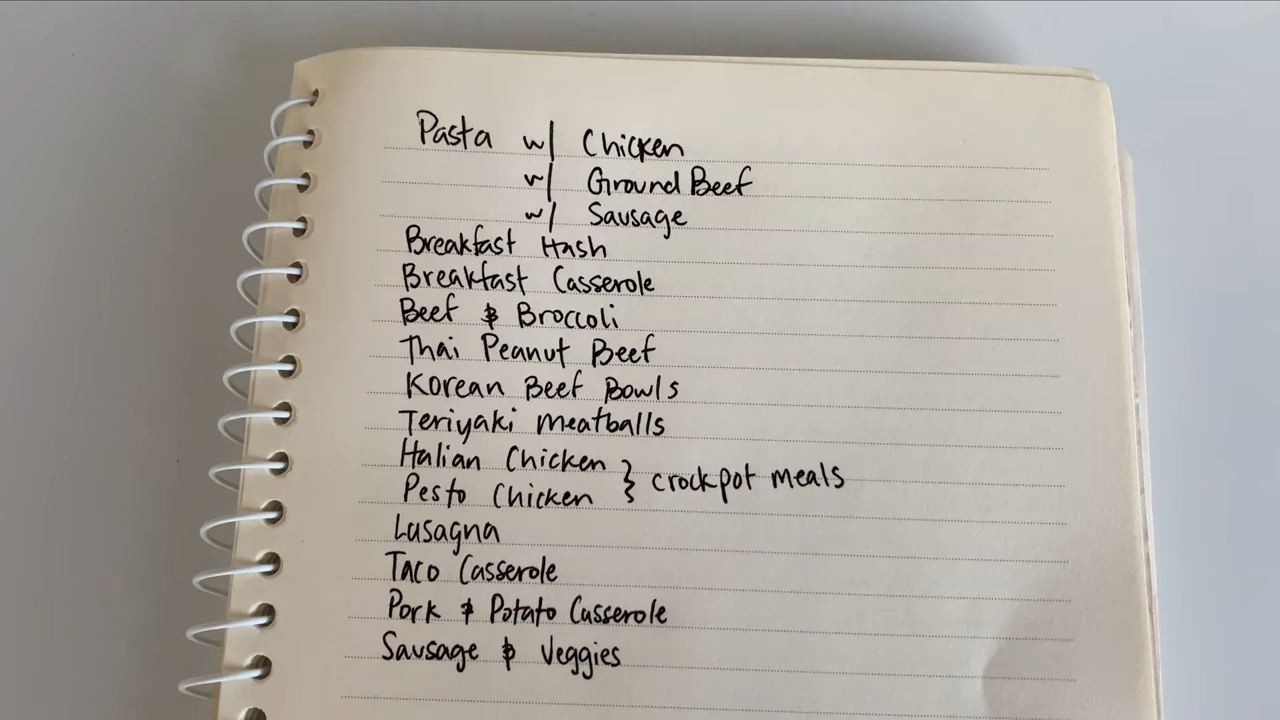 Pasta w/ Chicken
w/ Ground Beef
w/ Sausage
Breakfast Hash
Breakfast Casserole
Beef & Broccoli
Thai Peanut Beef
Korean Beef Bowls
Teriyaki Meatballs
Italian Chicken
Pesto Chicken } crockpot meals
Lasagna
Taco Casserole
Pork & Potato Casserole
Sausage & Veggies